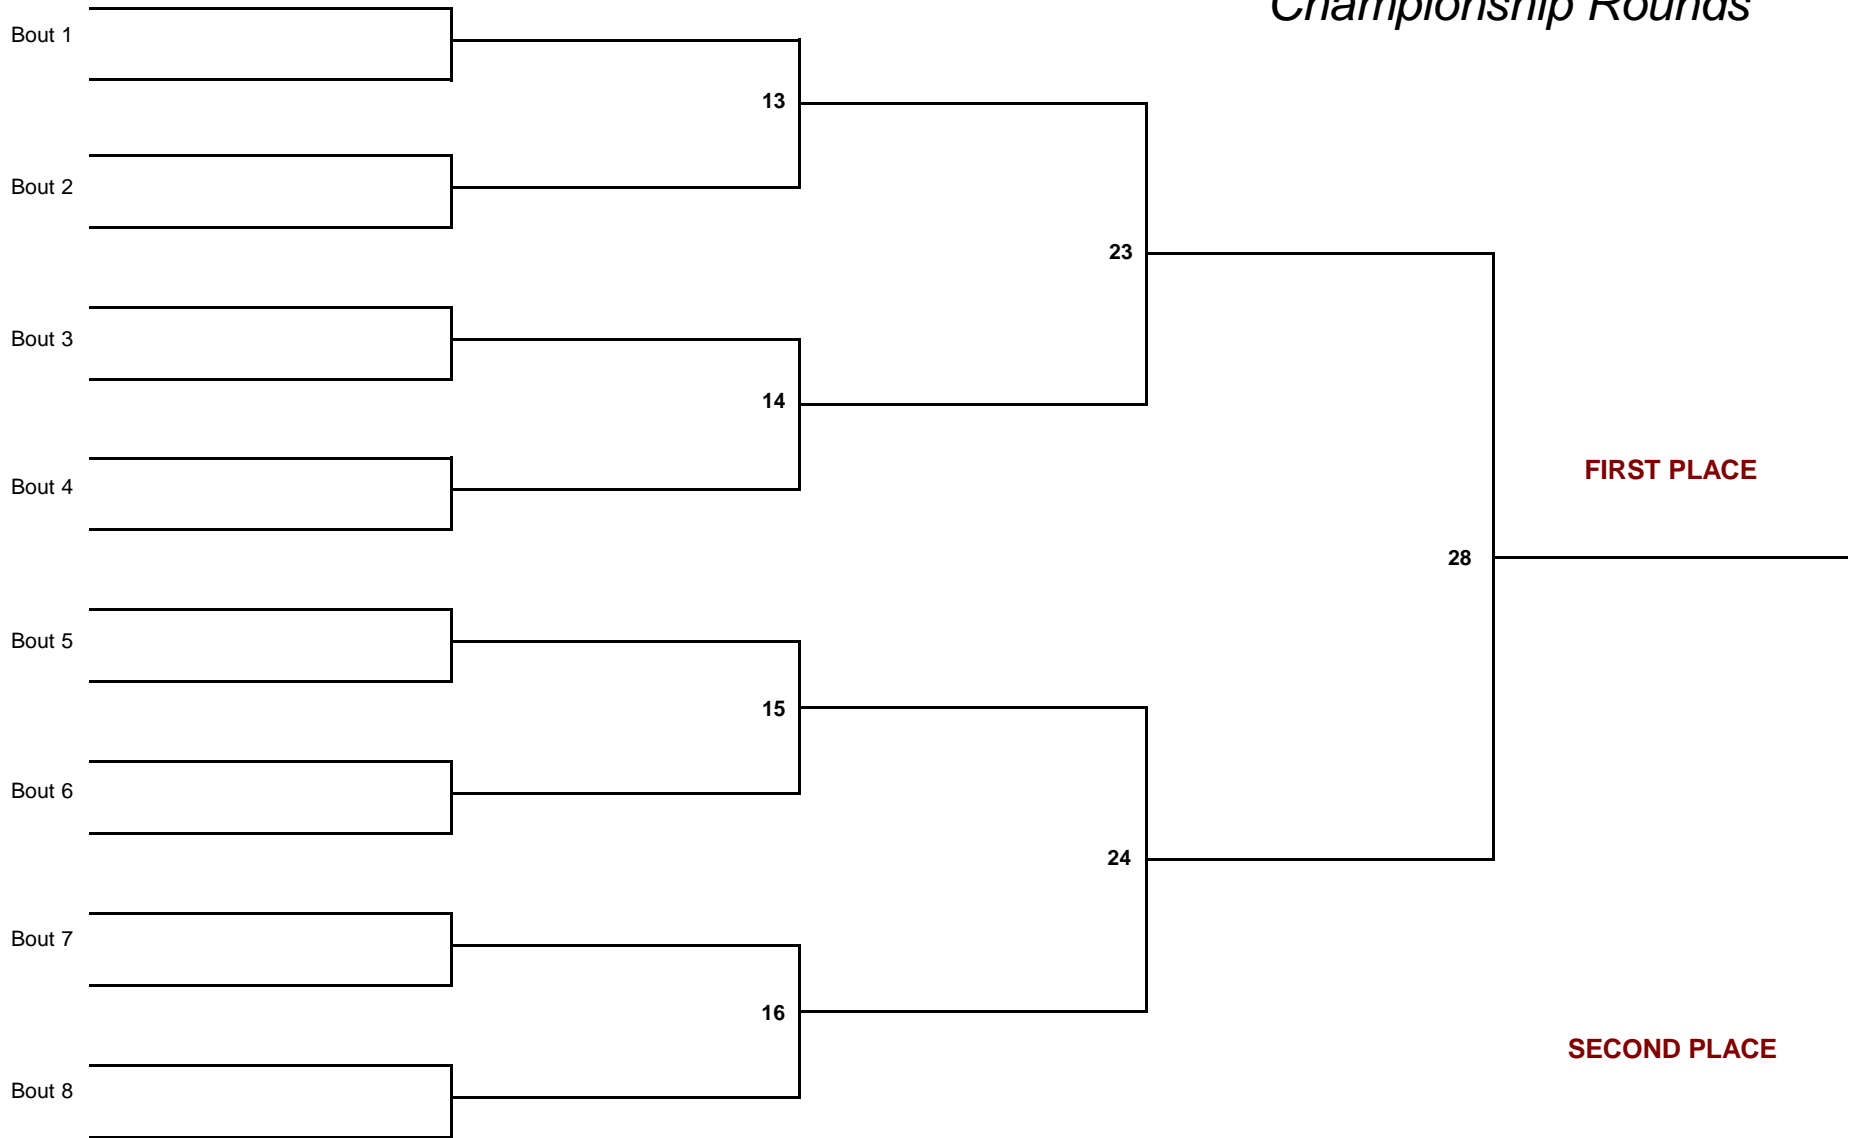 Championship Rounds
Bout 1
13
Bout 2
23
Bout 3
14
Bout 4
FIRST PLACE
28
Bout 5
15
Bout 6
24
Bout 7
16
SECOND PLACE
Bout 8